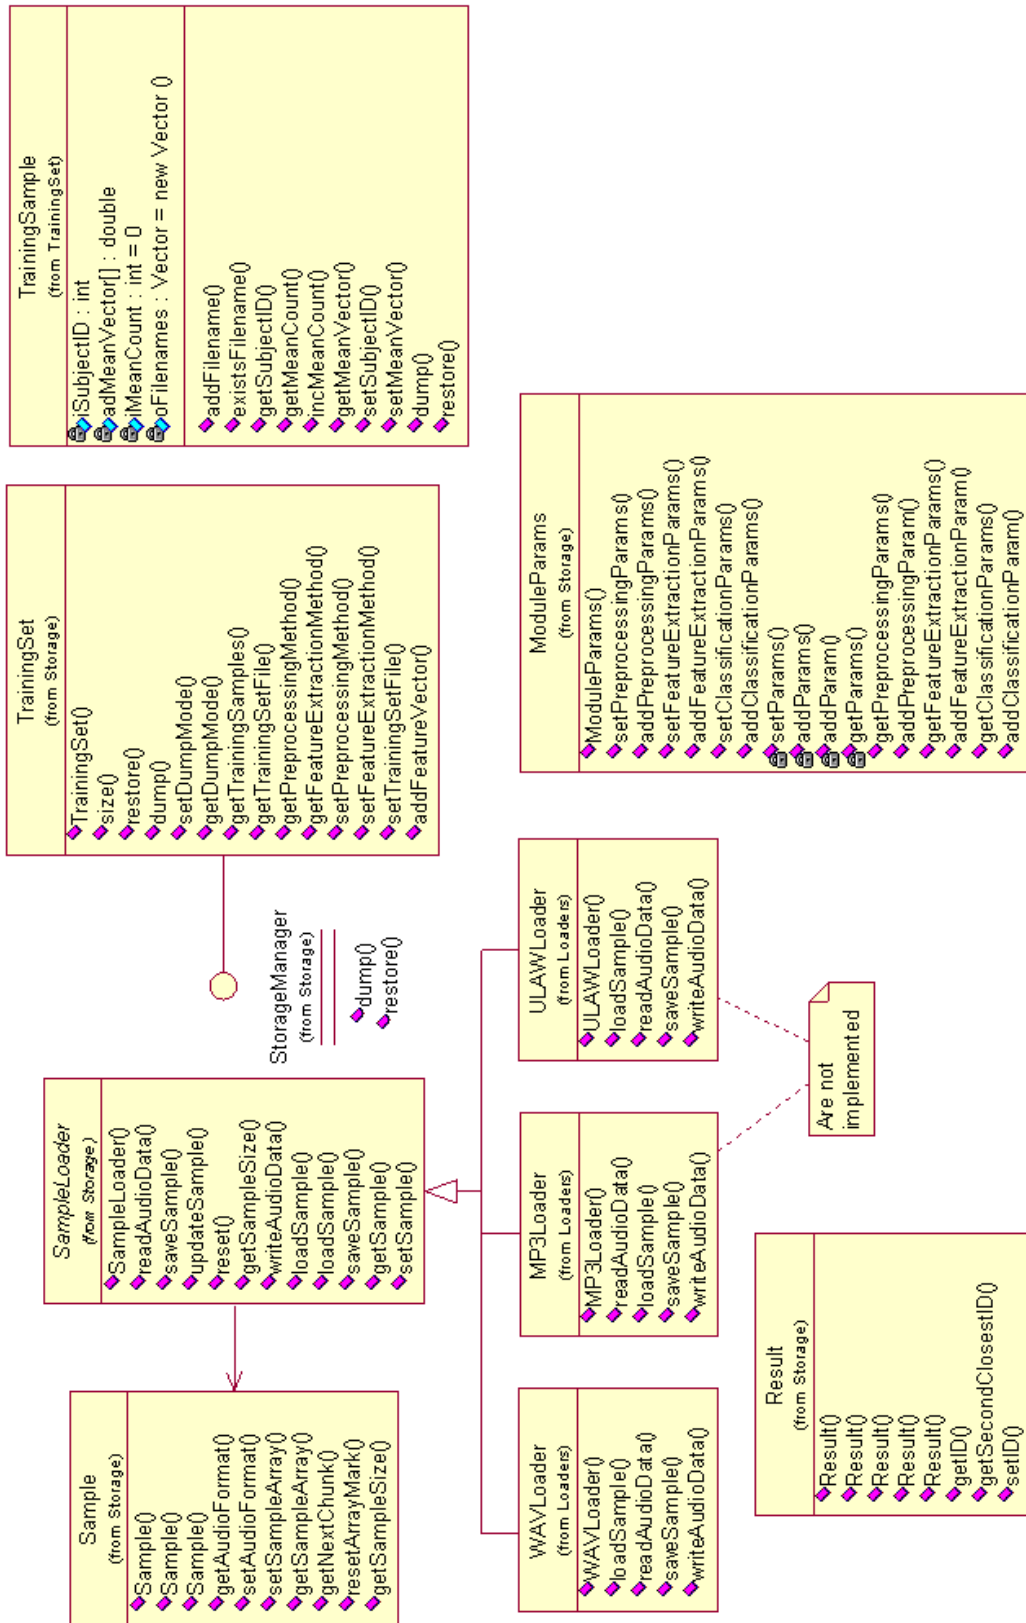 Sample
(from Storage)
Sample()
Sample()
Sample()
getAudioFormat()
setAudioFormat()
setSampleArray()
getSampleArray()
getNextChunk()
resetArrayMark()
getSampleSize()
SampleLoader
(from Storage)
SampleLoader()
readAudioData()
saveSample()
updateSample()
reset()
getSampleSize()
writeAudioData()
loadSample()
loadSample()
saveSample()
getSample()
setSample()
StorageManager
(from Storage)
dump()
restore()
TrainingSet
(from Storage)
TrainingSet()
size()
restore()
dump()
setDumpMode()
getDumpMode()
getTrainingSamples()
getTrainingSetFile()
getPreprocessingMethod()
getFeatureExtractionMethod()
setPreprocessingMethod()
setFeatureExtractionMethod()
setTrainingSetFile()
addFeatureVector()
TrainingSample
(from TrainingSet)
iSubjectID : int
adMeanVector[] : double
iMeanCount : int = 0
oFilenames : Vector = new Vector ()
addFilename()
existsFilename()
getSubjectID()
getMeanCount()
incMeanCount()
getMeanVector()
setSubjectID()
setMeanVector()
dump()
restore()
WAVLoader
(from Loaders)
WAVLoader()
loadSample()
readAudioData()
saveSample()
writeAudioData()
MP3Loader
(from Loaders)
MP3Loader()
readAudioData()
loadSample()
saveSample()
writeAudioData()
ULAWLoader
(from Loaders)
ULAWLoader()
loadSample()
readAudioData()
saveSample()
writeAudioData()
ModuleParams
(from Storage)
ModuleParams()
setPreprocessingParams()
addPreprocessingParams()
setFeatureExtractionParams()
addFeatureExtractionParams()
setClassificationParams()
addClassificationParams()
setParams()
addParams()
addParam()
getParams()
getPreprocessingParams()
addPreprocessingParam()
getFeatureExtractionParams()
addFeatureExtractionParam()
getClassificationParams()
addClassificationParam()
Are not
implemented
Result
(from Storage)
Result()
Result()
Result()
Result()
Result()
getID()
getSecondClosestID()
setID()